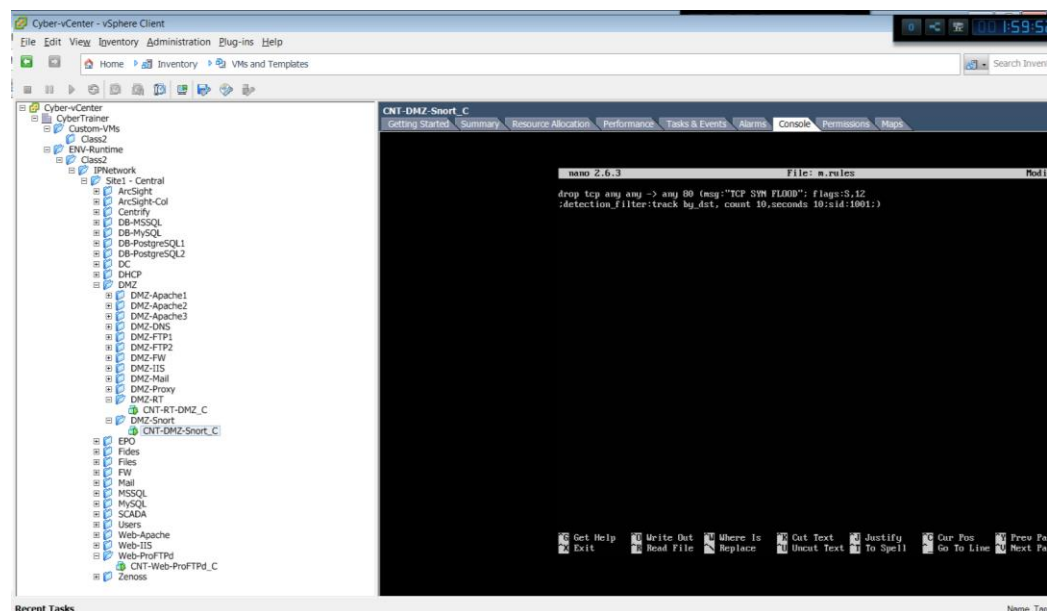 Cyber-vCenter - vSphere Client
File Edit View Inventory Administration Plug-ins Help
Home Inventory VMs and Templates Search Inven
Cyber-vCenter
CyberTrainer
Custom-VMs
Class2
ENV-Runtime
Class2
IPNetwork
Site1 - Central
ArcSight
ArcSight-Col
Centrify
DB-MSSQL
DB-MySQL
DB-PostgreSQL1
DB-PostgreSQL2
DC
DHCP
DMZ
DMZ-Apache1
DMZ-Apache2
DMZ-Apache3
DMZ-DNS
DMZ-FTP1
DMZ-FTP2
DMZ-FW
DMZ-IIS
DMZ-Mail
DMZ-Proxy
DMZ-RT
CNT-RT-DMZ_C
DMZ-Snort
CNT-DMZ-Snort_C
EPO
Fides
Files
FW
Mail
MSSQL
MySQL
SCADA
Users
Web-Apache
Web-IIS
Web-ProFTPd
CNT-Web-ProFTPd_C
Zenoss
CNT-DMZ-Snort_C
Getting Started Summary Resource Allocation Performance Tasks & Events Alarms Console Permissions Maps
nano 2.6.3 File: m.rules Modi
drop tcp any any -> any 80 (msg:"TCP SYN FLOOD"; flags:S,12
;detection_filter:track by_dst, count 10,seconds 10;sid:1001;)
^G Get Help ^O Write Out ^W Where Is ^K Cut Text ^J Justify ^C Cur Pos ^Y Prev Pa
^X Exit ^R Read File ^\ Replace ^U Uncut Text ^T To Spell ^_ Go To Line ^V Next Pa
Recent Tasks